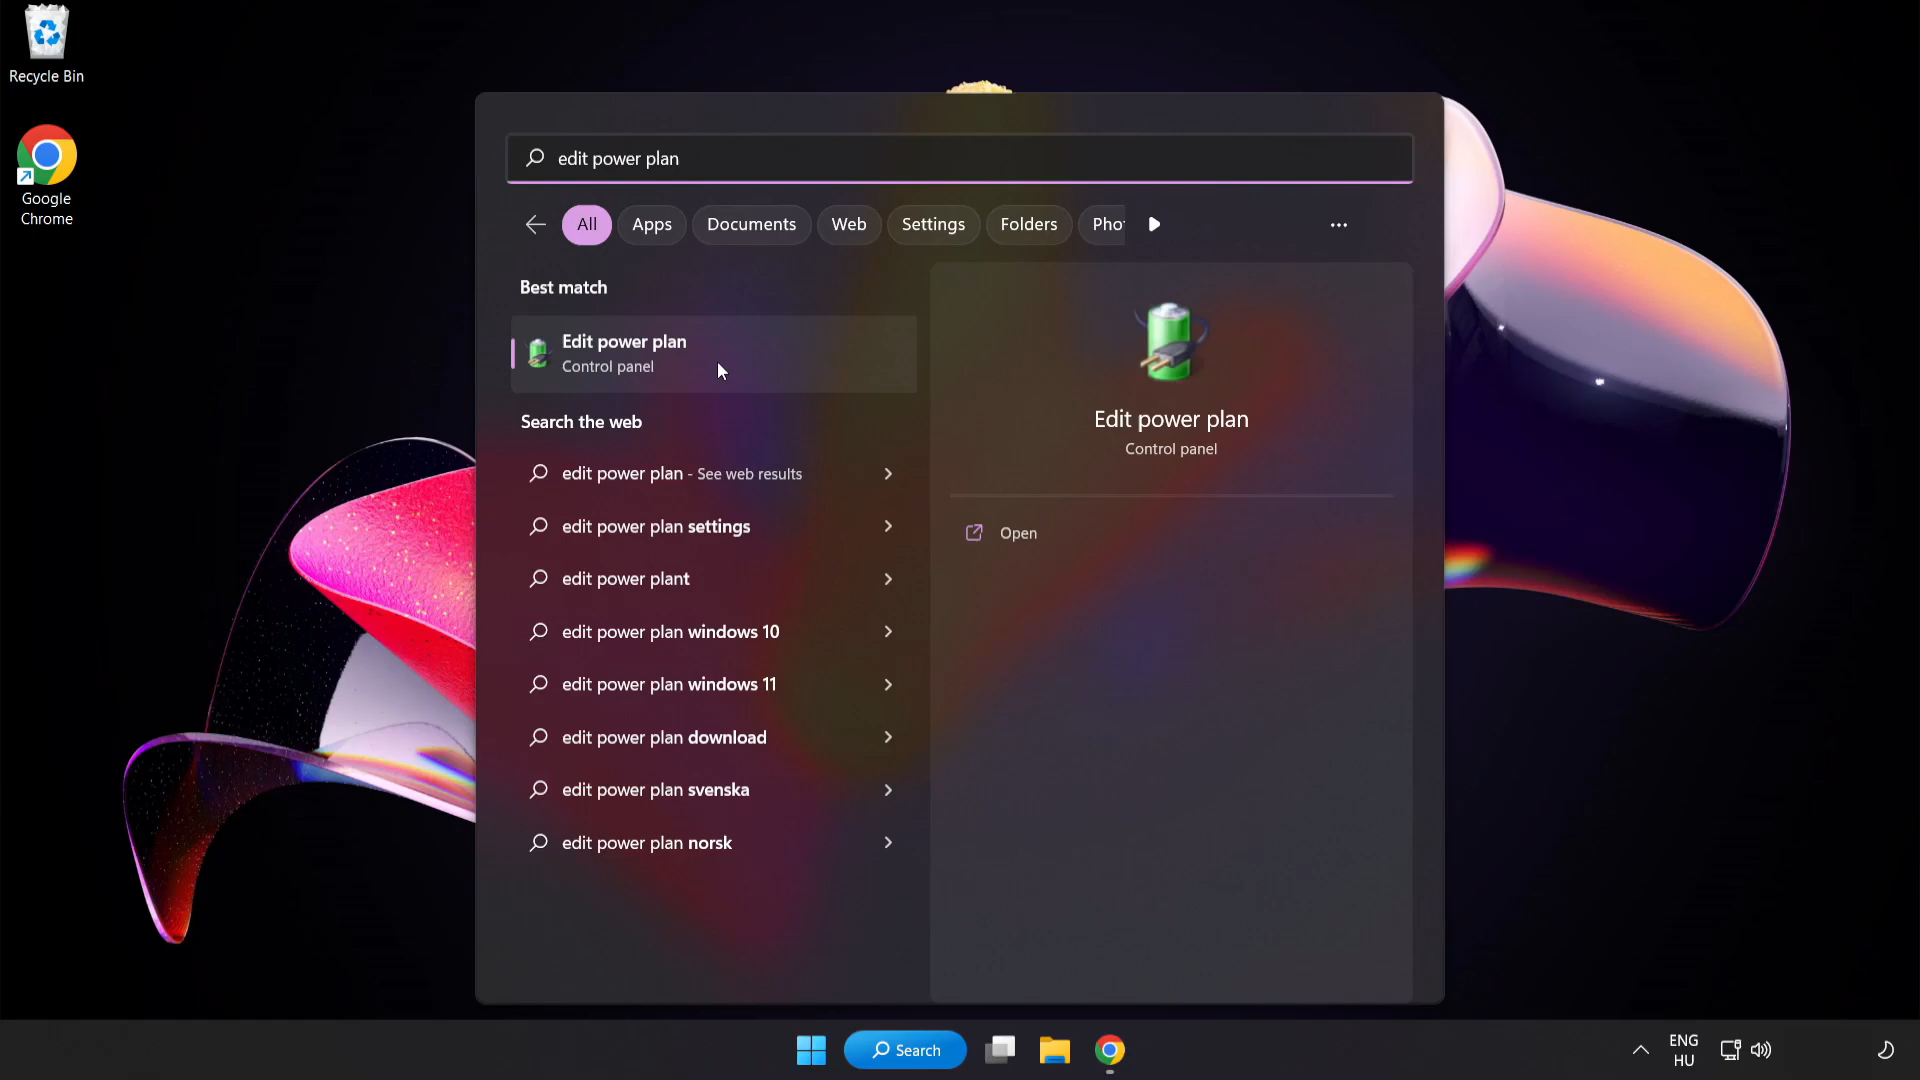 Recycle Bin
Google
Chrome
edit power plan
All
Apps
Documents
Web
Settings
Folders
Pho
Best match
Edit power plan
Control panel
Search the web
edit power plan - See web results
edit power plan settings
edit power plant
edit power plan windows 10
edit power plan windows 11
edit power plan download
edit power plan svenska
edit power plan norsk
Edit power plan
Control panel
Open
Search
ENG
HU